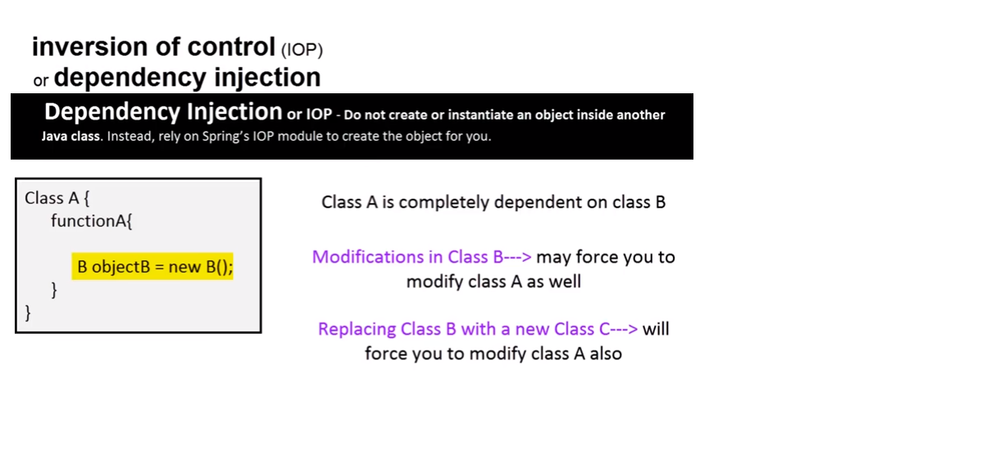 inversion of control (IOP)
or dependency injection
Dependency Injection or IOP - Do not create or instantiate an object inside another
Java class. Instead, rely on Spring's IOP module to create the object for you.
Class A {
functionA{
B objectB = new B();
}
}
Class A is completely dependent on class B
Modifications in Class B---> may force you to
modify class A as well
Replacing Class B with a new Class C---> will
force you to modify class A also